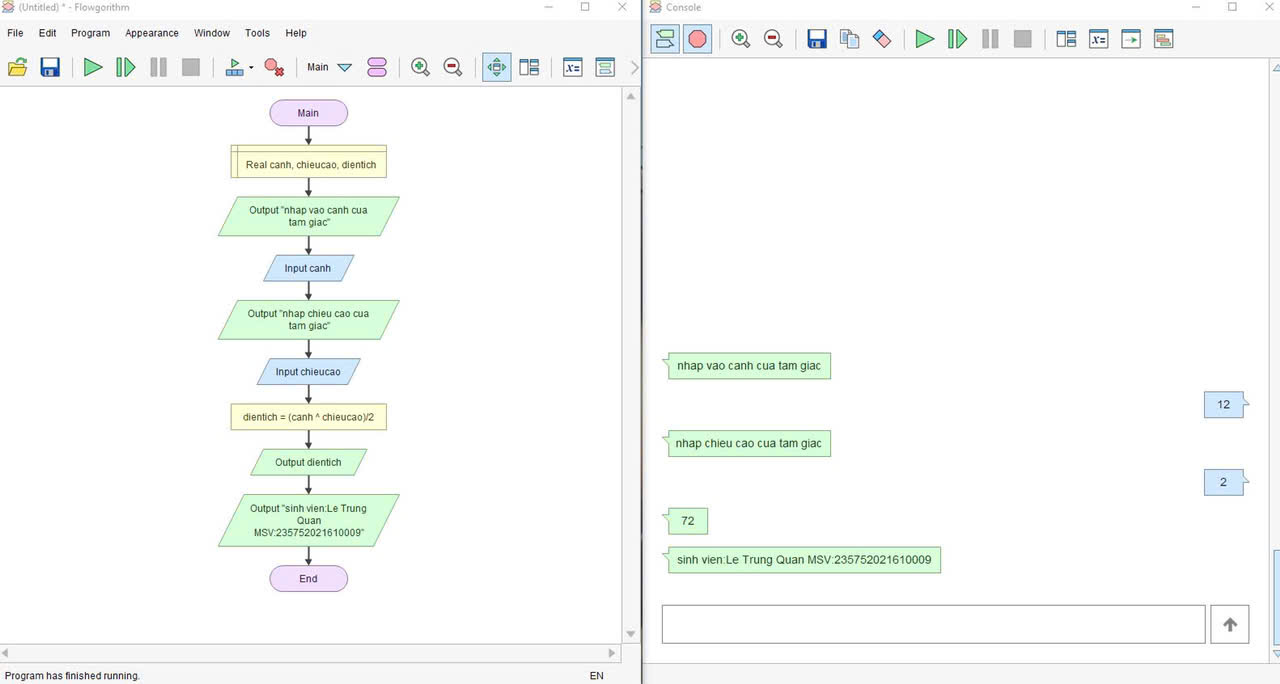 (Untitled) * - Flowgorithm
File Edit Program Appearance Window Tools Help
Main
x=
Main
Real canh, chieucao, dientich
Output "nhap vao canh cua
tam giac"
Input canh
Output "nhap chieu cao cua
tam giac"
Input chieucao
dientich = (canh ^ chieucao)/2
Output dientich
Output "sinh vien:Le Trung
Quan
MSV:235752021610009"
End
Program has finished running.
EN
Console
x=
nhap vao canh cua tam giac
12
nhap chieu cao cua tam giac
2
72
sinh vien:Le Trung Quan MSV:235752021610009